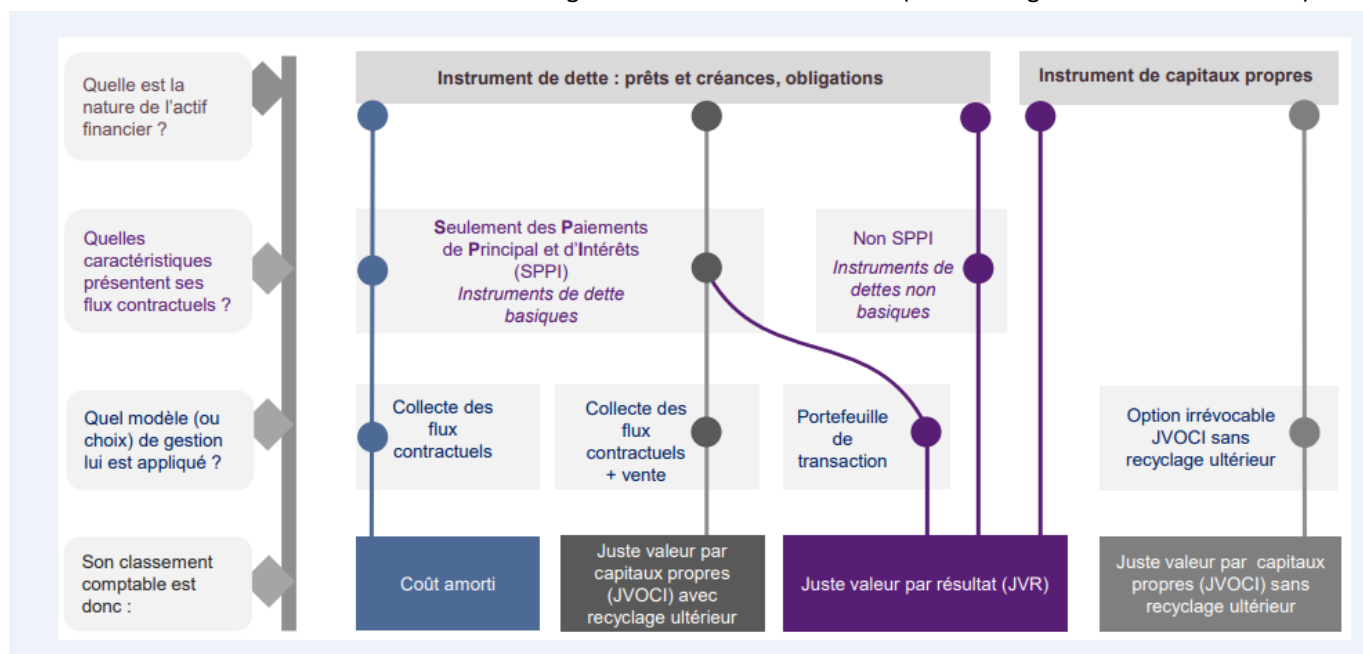 Quelle est la
nature de l'actif
financier ?
Instrument de dette : prêts et créances, obligations
Instrument de capitaux propres
Quelles
caractéristiques
présentent ses
flux contractuels ?
Seulement des Paiements
de Principal et d'Intérêts
(SPPI)
Instruments de dette
basiques
Non SPPI
Instruments de
dettes non
basiques
Quel modèle (ou
choix) de gestion
lui est appliqué ?
Collecte des
flux
contractuels
Collecte des
flux
contractuels
+ vente
Portefeuille
de
transaction
Option irrévocable
JVOCI sans
recyclage ultérieur
Son classement
comptable est
donc :
Coût amorti
Juste valeur par
capitaux propres
(JVOCI) avec
recyclage ultérieur
Juste valeur par résultat (JVR)
Juste valeur par capitaux
propres (JVOCI) sans
recyclage ultérieur